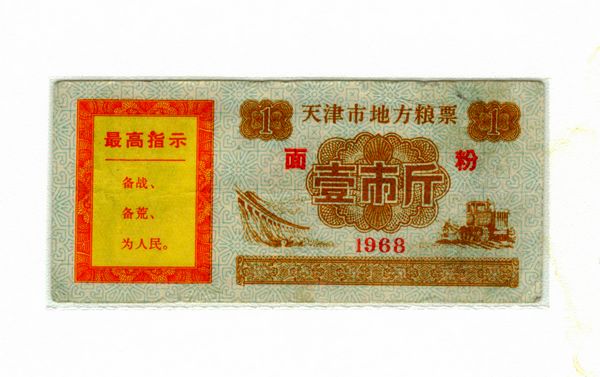 最高指示
备战、
备荒、
为人民。
1 天津市地方粮票 1
面 粉
壹市斤
1968